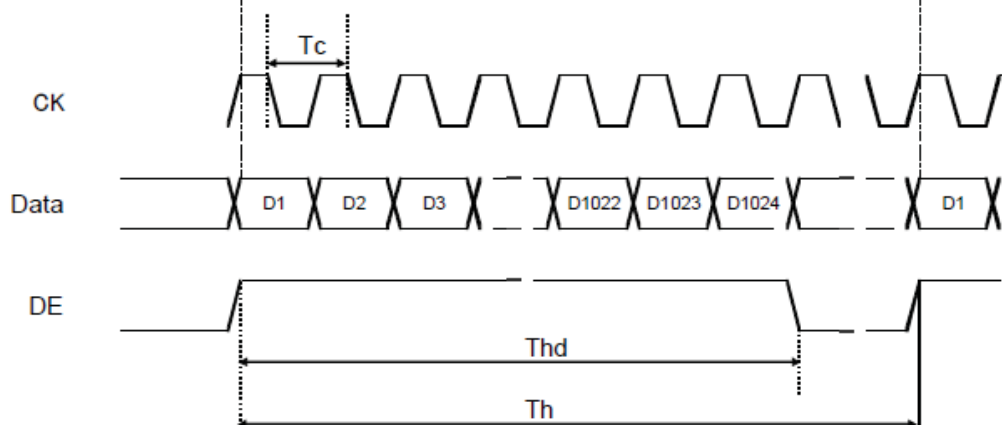 Tc
CK
Data D1 D2 D3 D1022 D1023 D1024 D1
DE
Thd
Th